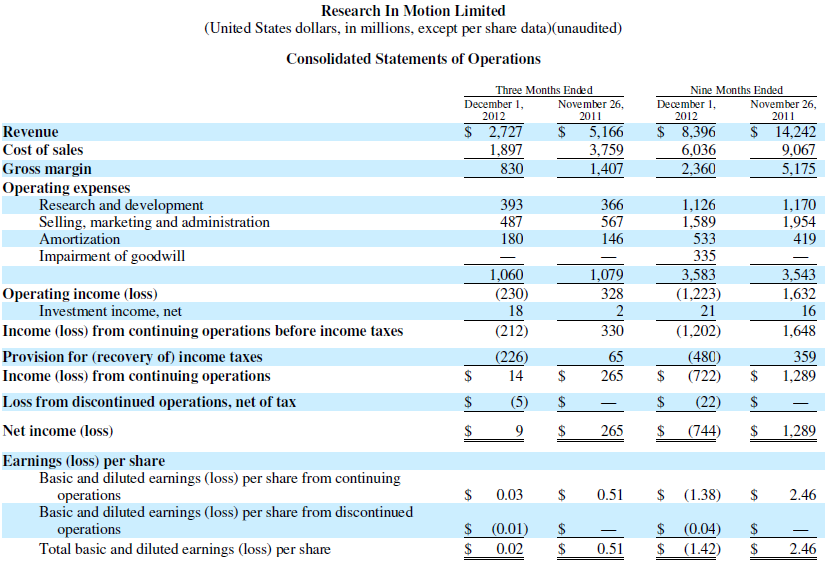 Research In Motion Limited
(United States dollars, in millions, except per share data)(unaudited)
Consolidated Statements of Operations
Three Months Ended Nine Months Ended
December 1, November 26, December 1, November 26,
2012 2011 2012 2011
Revenue $ 2,727 $ 5,166 $ 8,396 $ 14,242
Cost of sales 1,897 3,759 6,036 9,067
Gross margin 830 1,407 2,360 5,175
Operating expenses
Research and development 393 366 1,126 1,170
Selling, marketing and administration 487 567 1,589 1,954
Amortization 180 146 533 419
Impairment of goodwill — — 335 —
1,060 1,079 3,583 3,543
Operating income (loss) (230) 328 (1,223) 1,632
Investment income, net 18 2 21 16
Income (loss) from continuing operations before income taxes (212) 330 (1,202) 1,648
Provision for (recovery of) income taxes (226) 65 (480) 359
Income (loss) from continuing operations $ 14 $ 265 $ (722) $ 1,289
Loss from discontinued operations, net of tax $ (5) $ — $ (22) $ —
Net income (loss) $ 9 $ 265 $ (744) $ 1,289
Earnings (loss) per share
Basic and diluted earnings (loss) per share from continuing
operations $ 0.03 $ 0.51 $ (1.38) $ 2.46
Basic and diluted earnings (loss) per share from discontinued
operations $ (0.01) $ — $ (0.04) $ —
Total basic and diluted earnings (loss) per share $ 0.02 $ 0.51 $ (1.42) $ 2.46